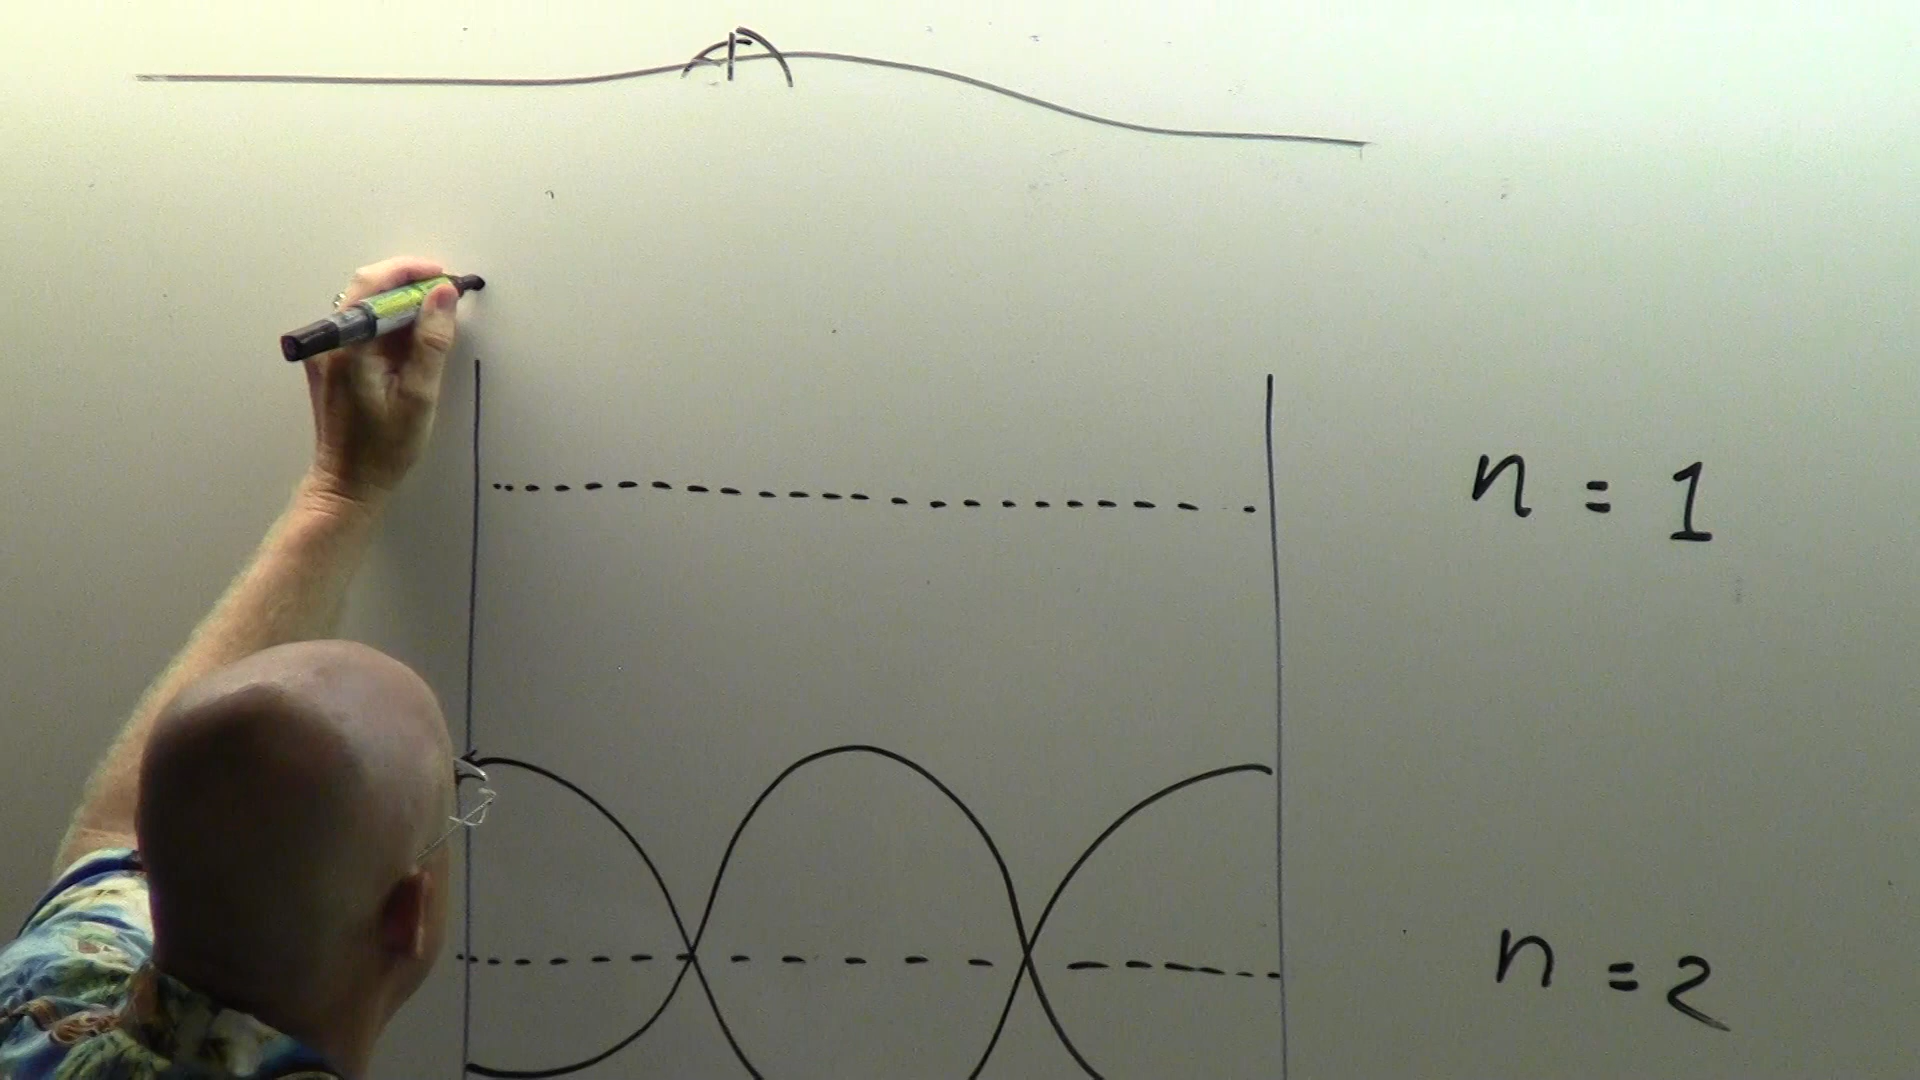 n = 1
n = 2